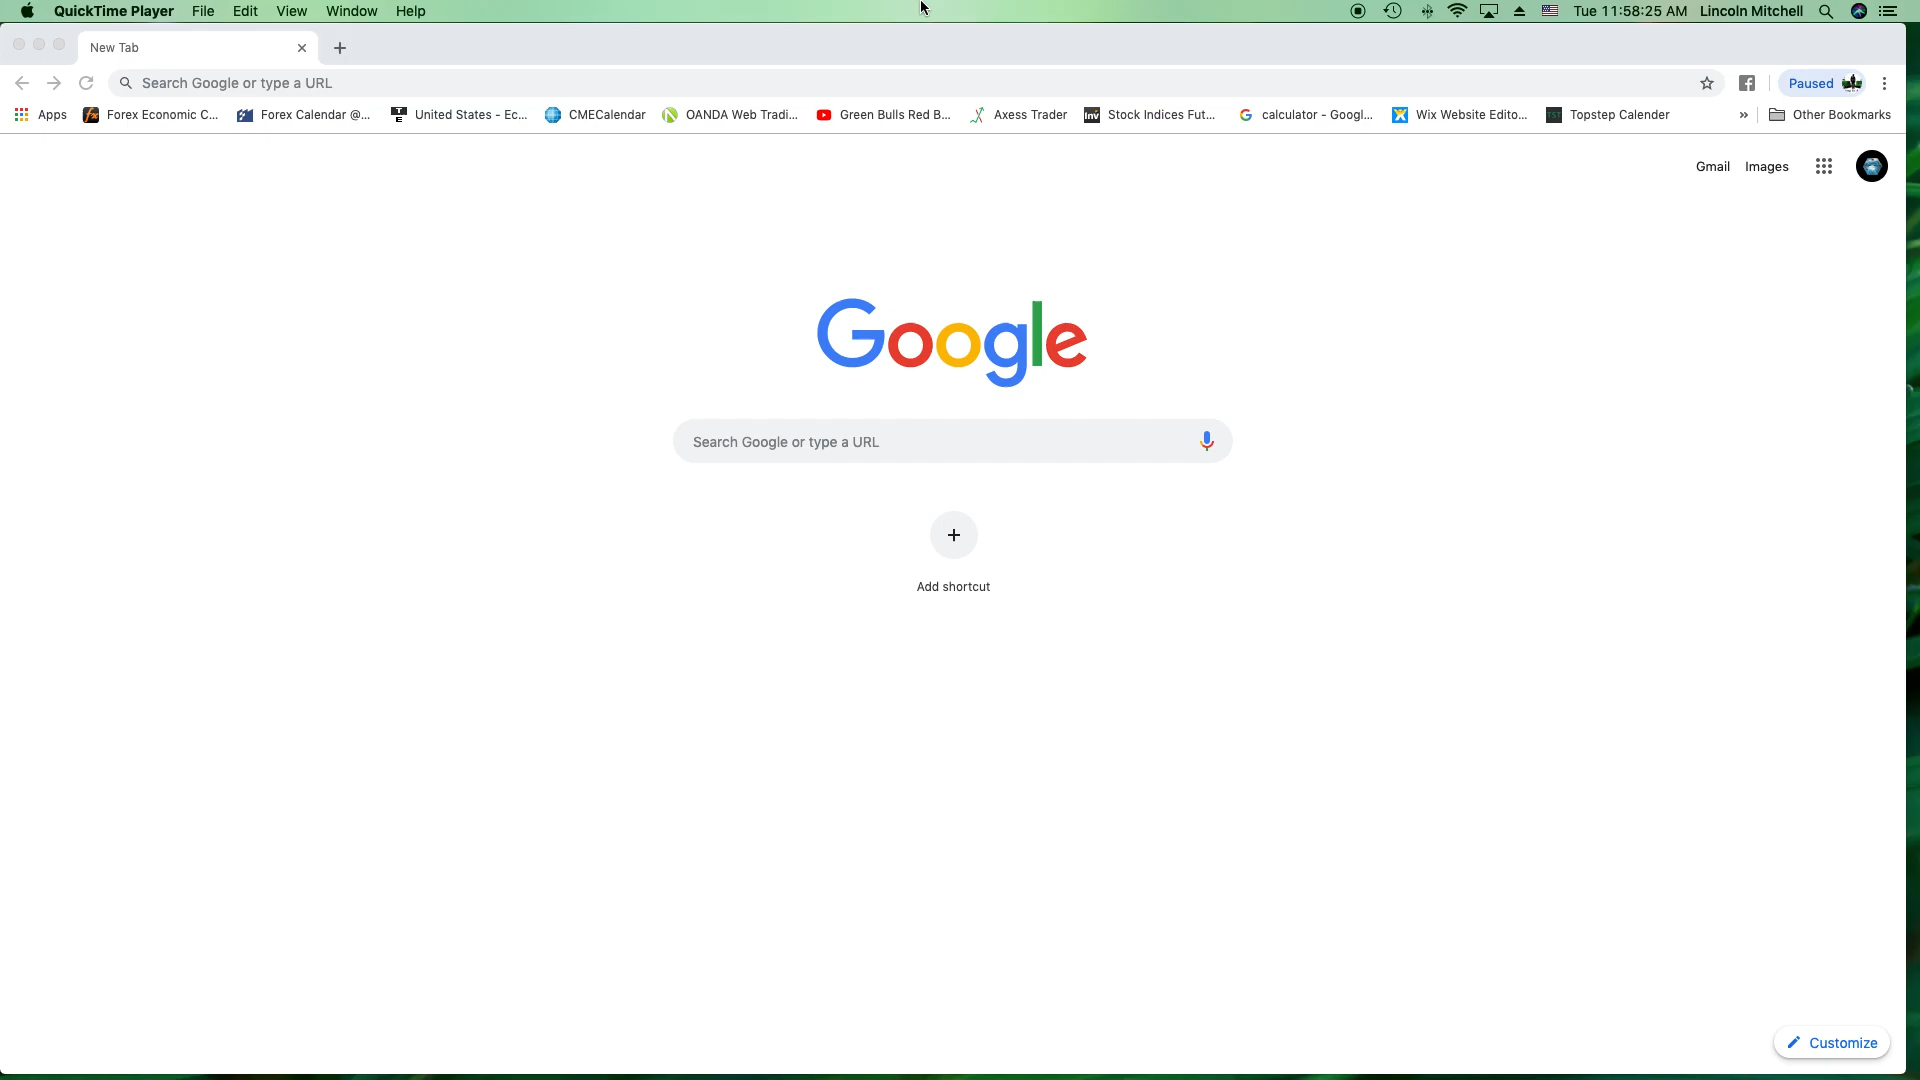 QuickTime Player File Edit View Window Help Tue 11:58:25 AM Lincoln Mitchell
New Tab
Search Google or type a URL Paused
Apps Forex Economic C... Forex Calendar @... United States - Ec... CMECalendar OANDA Web Tradi... Green Bulls Red B... Axess Trader Stock Indices Fut... calculator - Googl... Wix Website Edito... Topstep Calender » Other Bookmarks
Gmail Images
Google
Search Google or type a URL
Add shortcut
Customize